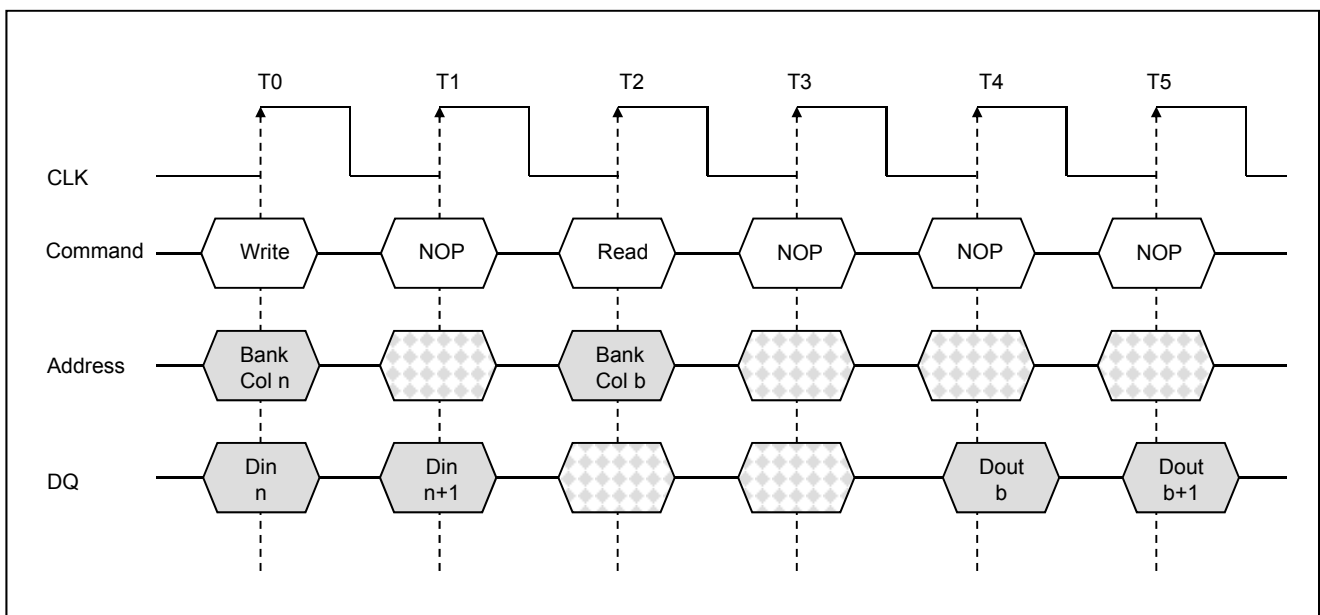 T0 T1 T2 T3 T4 T5
CLK
Command Write NOP Read NOP NOP NOP
Address Bank Col n Bank Col b
DQ Din n Din n+1 Dout b Dout b+1